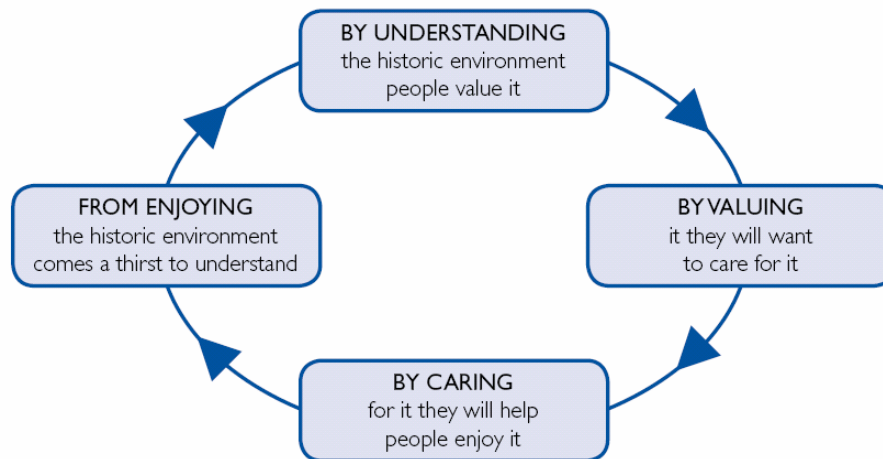 BY UNDERSTANDING
the historic environment
people value it
BY VALUING
it they will want
to care for it
BY CARING
for it they will help
people enjoy it
FROM ENJOYING
the historic environment
comes a thirst to understand